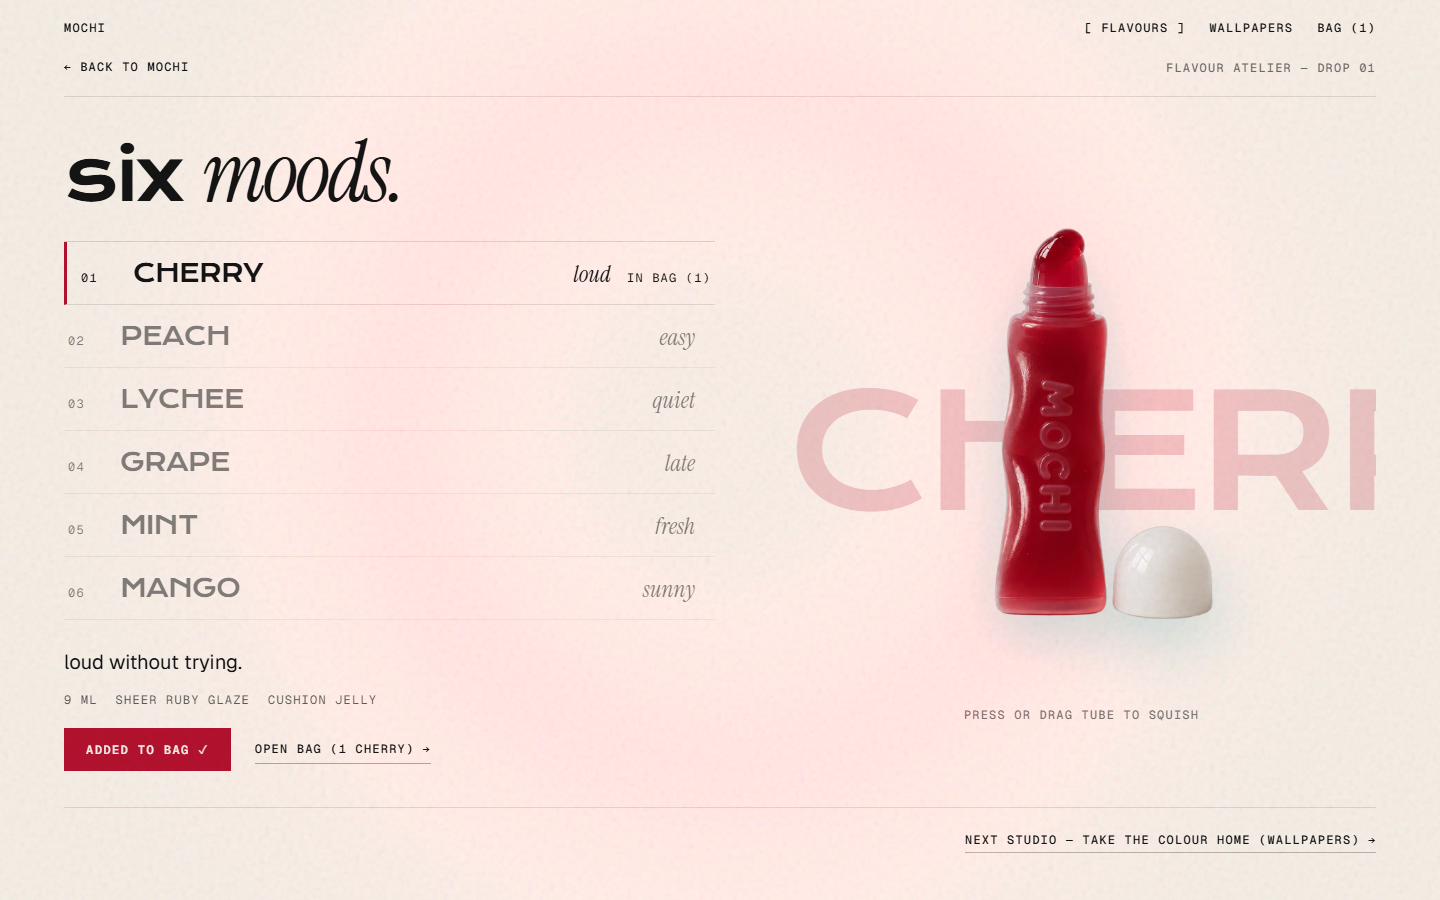 MOCHI
[ FLAVOURS ] WALLPAPERS BAG (1)
← BACK TO MOCHI
FLAVOUR ATELIER — DROP 01
six moods.
01 CHERRY loud IN BAG (1)
02 PEACH easy
03 LYCHEE quiet
04 GRAPE late
05 MINT fresh
06 MANGO sunny
CHERR
MOCHI
loud without trying.
9 ML SHEER RUBY GLAZE CUSHION JELLY
PRESS OR DRAG TUBE TO SQUISH
ADDED TO BAG ✓
OPEN BAG (1 CHERRY) →
NEXT STUDIO — TAKE THE COLOUR HOME (WALLPAPERS) →